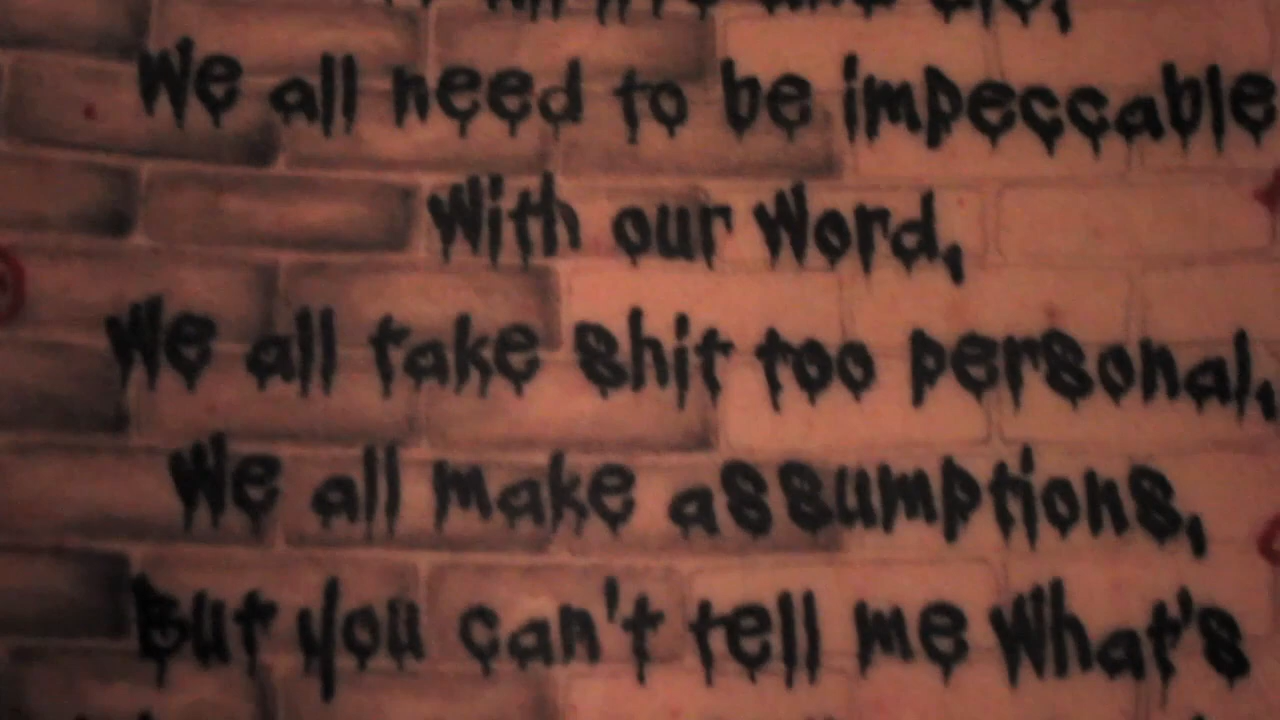 We all need to be impeccable
With our Word,
We all take shit too personal,
We all make assumptions,
But you can't tell me What's